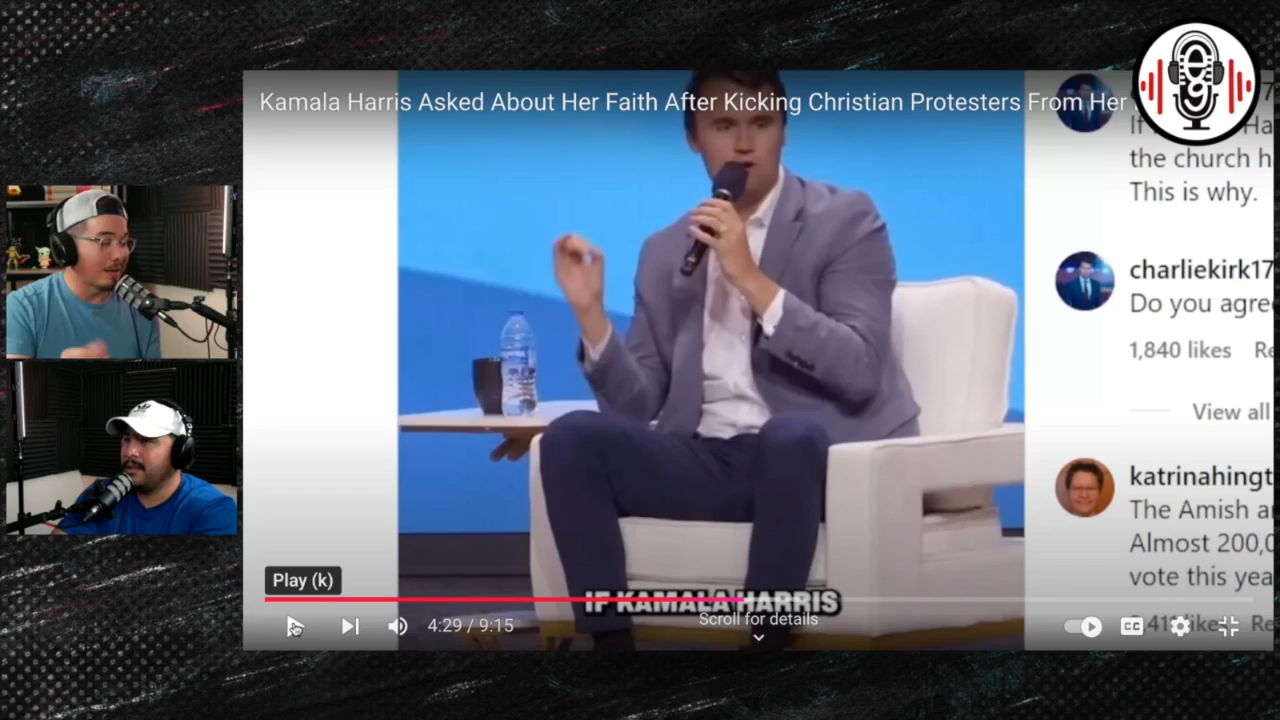 Kamala Harris Asked About Her Faith After Kicking Christian Protesters From Her
the church h
This is why.
charliekirk17
Do you agre
1,840 likes Re
View all
katrinahingt
The Amish a
Almost 200,0
vote this yea
Play (k)
IF KAMALA HARRIS
Scroll for details
4:29 / 9:15
CC